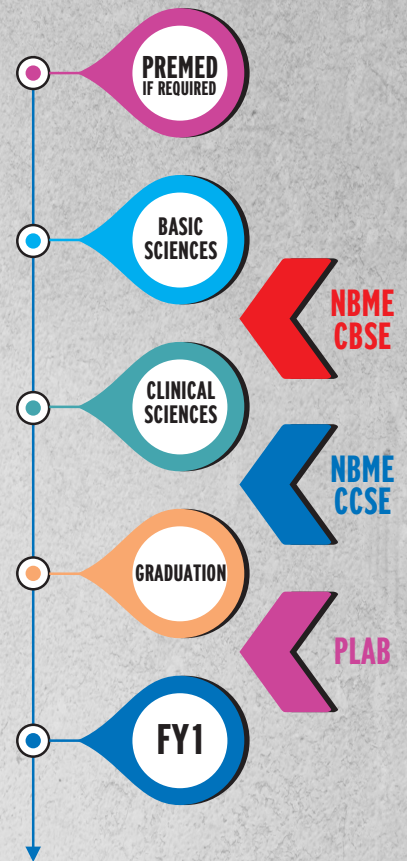 PREMED
IF REQUIRED
BASIC
SCIENCES
NBME
CBSE
CLINICAL
SCIENCES
NBME
CCSE
GRADUATION
PLAB
FY1